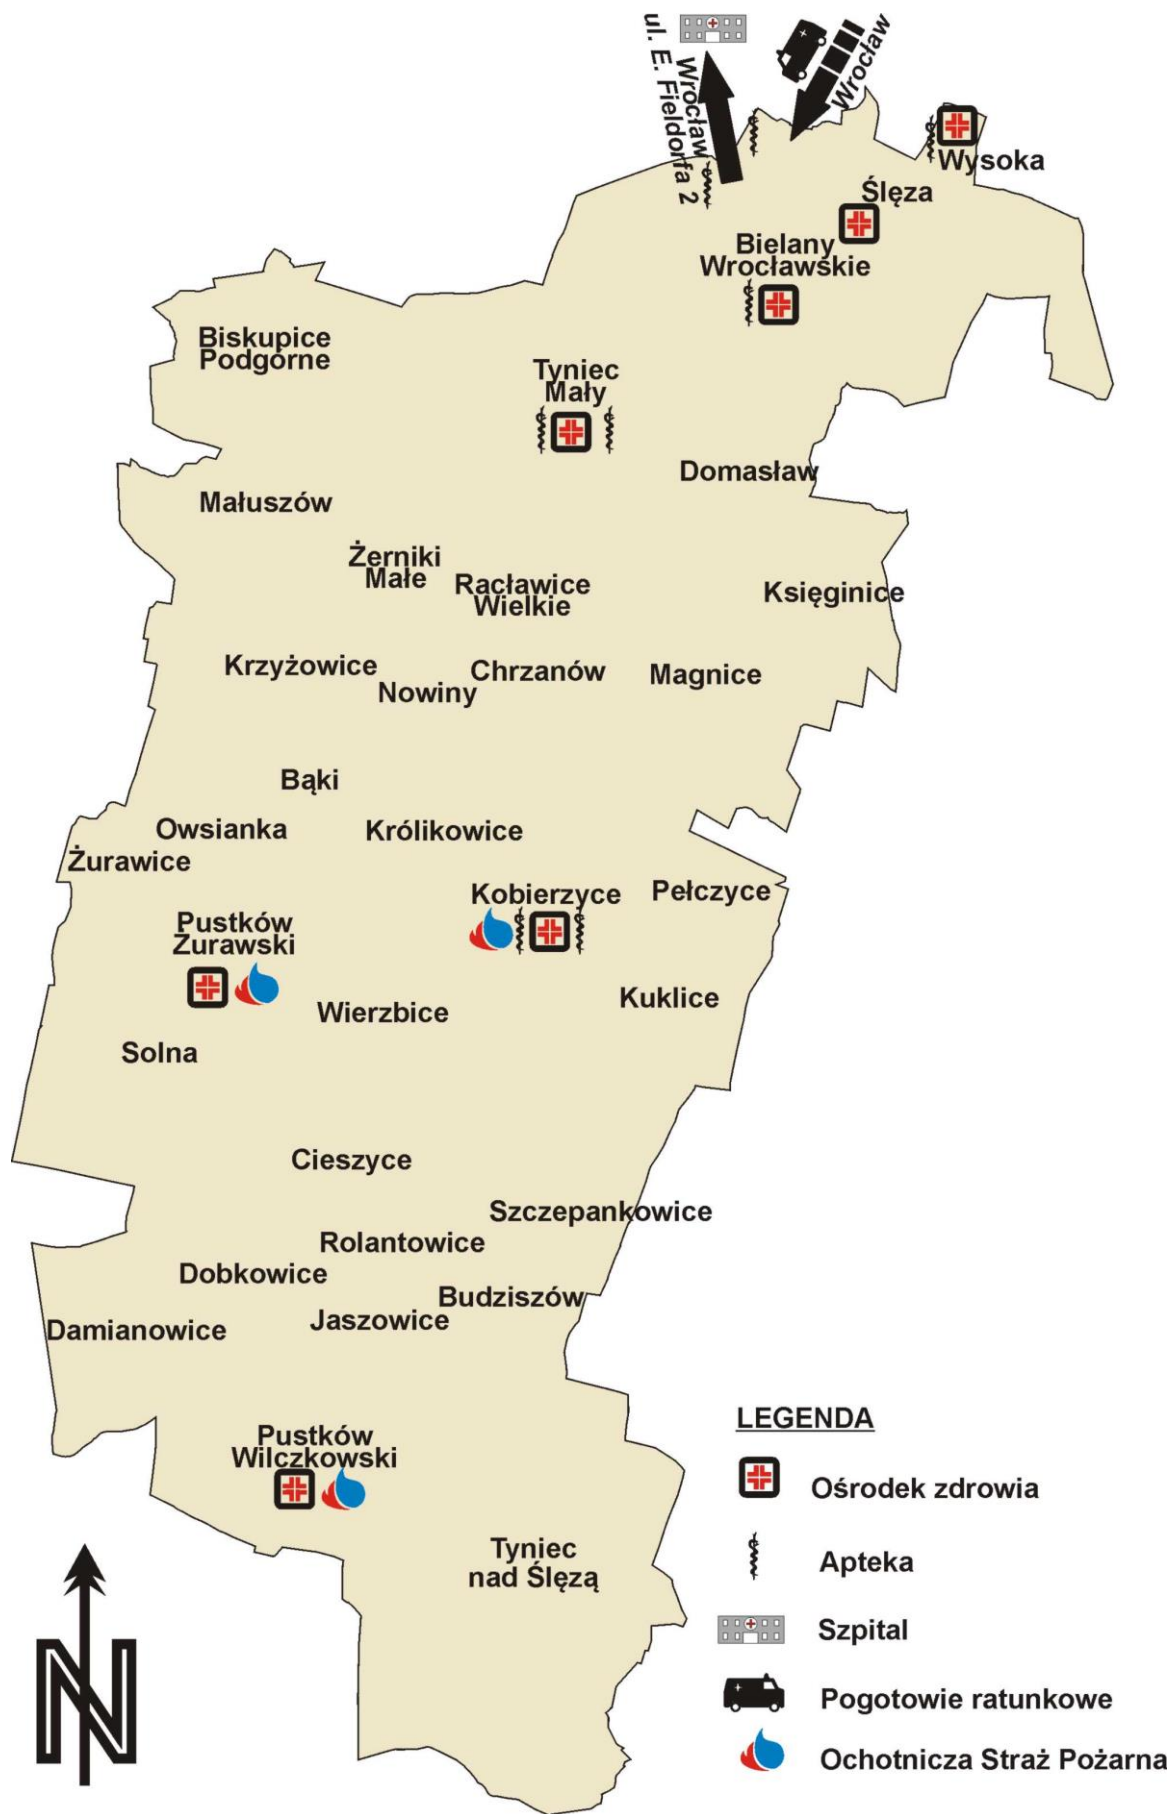 Wrocław
ul. E. Fieldorfa 2
Wrocław
Wysoka
Ślęza
Bielany
Wrocławskie
Biskupice
Podgórne
Tyniec
Mały
Domasław
Małuszów
Żerniki
Małe
Racławice
Wielkie
Księginice
Krzyżowice
Chrzanów
Magnice
Nowiny
Bąki
Owsianka
Królikowice
Żurawice
Kobierzyce
Pełczyce
Pustków
Żurawski
Kuklice
Wierzbice
Solna
Cieszyce
Szczepankowice
Rolantowice
Dobkowice
Budziszów
Jaszowice
Damianowice
Pustków
Wilczkowski
Tyniec
nad Ślęzą
LEGENDA
Ośrodek zdrowia
Apteka
Szpital
Pogotowie ratunkowe
Ochotnicza Straż Pożarna
N